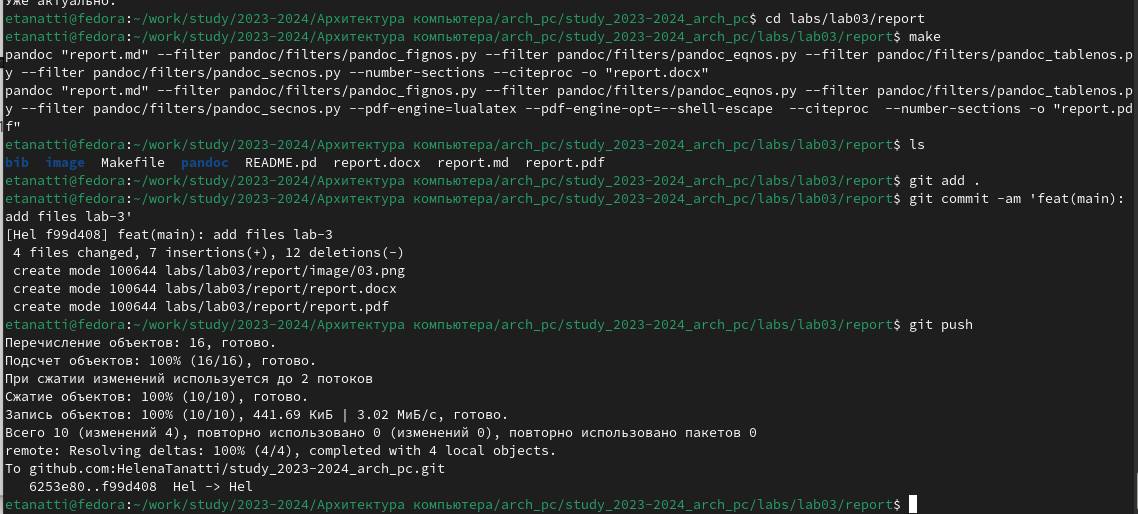 Уже актуально.
etanatti@fedora:~/work/study/2023-2024/Архитектура компьютера/arch_pc/study_2023-2024_arch_pc$ cd labs/lab03/report
etanatti@fedora:~/work/study/2023-2024/Архитектура компьютера/arch_pc/study_2023-2024_arch_pc/labs/lab03/report$ make
pandoc "report.md" --filter pandoc/filters/pandoc_fignos.py --filter pandoc/filters/pandoc_eqnos.py --filter pandoc/filters/pandoc_tablenos.p
y --filter pandoc/filters/pandoc_secnos.py --number-sections --citeproc -o "report.docx"
pandoc "report.md" --filter pandoc/filters/pandoc_fignos.py --filter pandoc/filters/pandoc_eqnos.py --filter pandoc/filters/pandoc_tablenos.p
y --filter pandoc/filters/pandoc_secnos.py --pdf-engine=lualatex --pdf-engine-opt=--shell-escape  --citeproc  --number-sections -o "report.pd
f"
etanatti@fedora:~/work/study/2023-2024/Архитектура компьютера/arch_pc/study_2023-2024_arch_pc/labs/lab03/report$ ls
bib  image  Makefile  pandoc  README.pd  report.docx  report.md  report.pdf
etanatti@fedora:~/work/study/2023-2024/Архитектура компьютера/arch_pc/study_2023-2024_arch_pc/labs/lab03/report$ git add .
etanatti@fedora:~/work/study/2023-2024/Архитектура компьютера/arch_pc/study_2023-2024_arch_pc/labs/lab03/report$ git commit -am 'feat(main):
add files lab-3'
[Hel f99d408] feat(main): add files lab-3
 4 files changed, 7 insertions(+), 12 deletions(-)
 create mode 100644 labs/lab03/report/image/03.png
 create mode 100644 labs/lab03/report/report.docx
 create mode 100644 labs/lab03/report/report.pdf
etanatti@fedora:~/work/study/2023-2024/Архитектура компьютера/arch_pc/study_2023-2024_arch_pc/labs/lab03/report$ git push
Перечисление объектов: 16, готово.
Подсчет объектов: 100% (16/16), готово.
При сжатии изменений используется до 2 потоков
Сжатие объектов: 100% (10/10), готово.
Запись объектов: 100% (10/10), 441.69 КиБ | 3.02 МиБ/с, готово.
Всего 10 (изменений 4), повторно использовано 0 (изменений 0), повторно использовано пакетов 0
remote: Resolving deltas: 100% (4/4), completed with 4 local objects.
To github.com:HelenaTanatti/study_2023-2024_arch_pc.git
   6253e80..f99d408  Hel -> Hel
etanatti@fedora:~/work/study/2023-2024/Архитектура компьютера/arch_pc/study_2023-2024_arch_pc/labs/lab03/report$